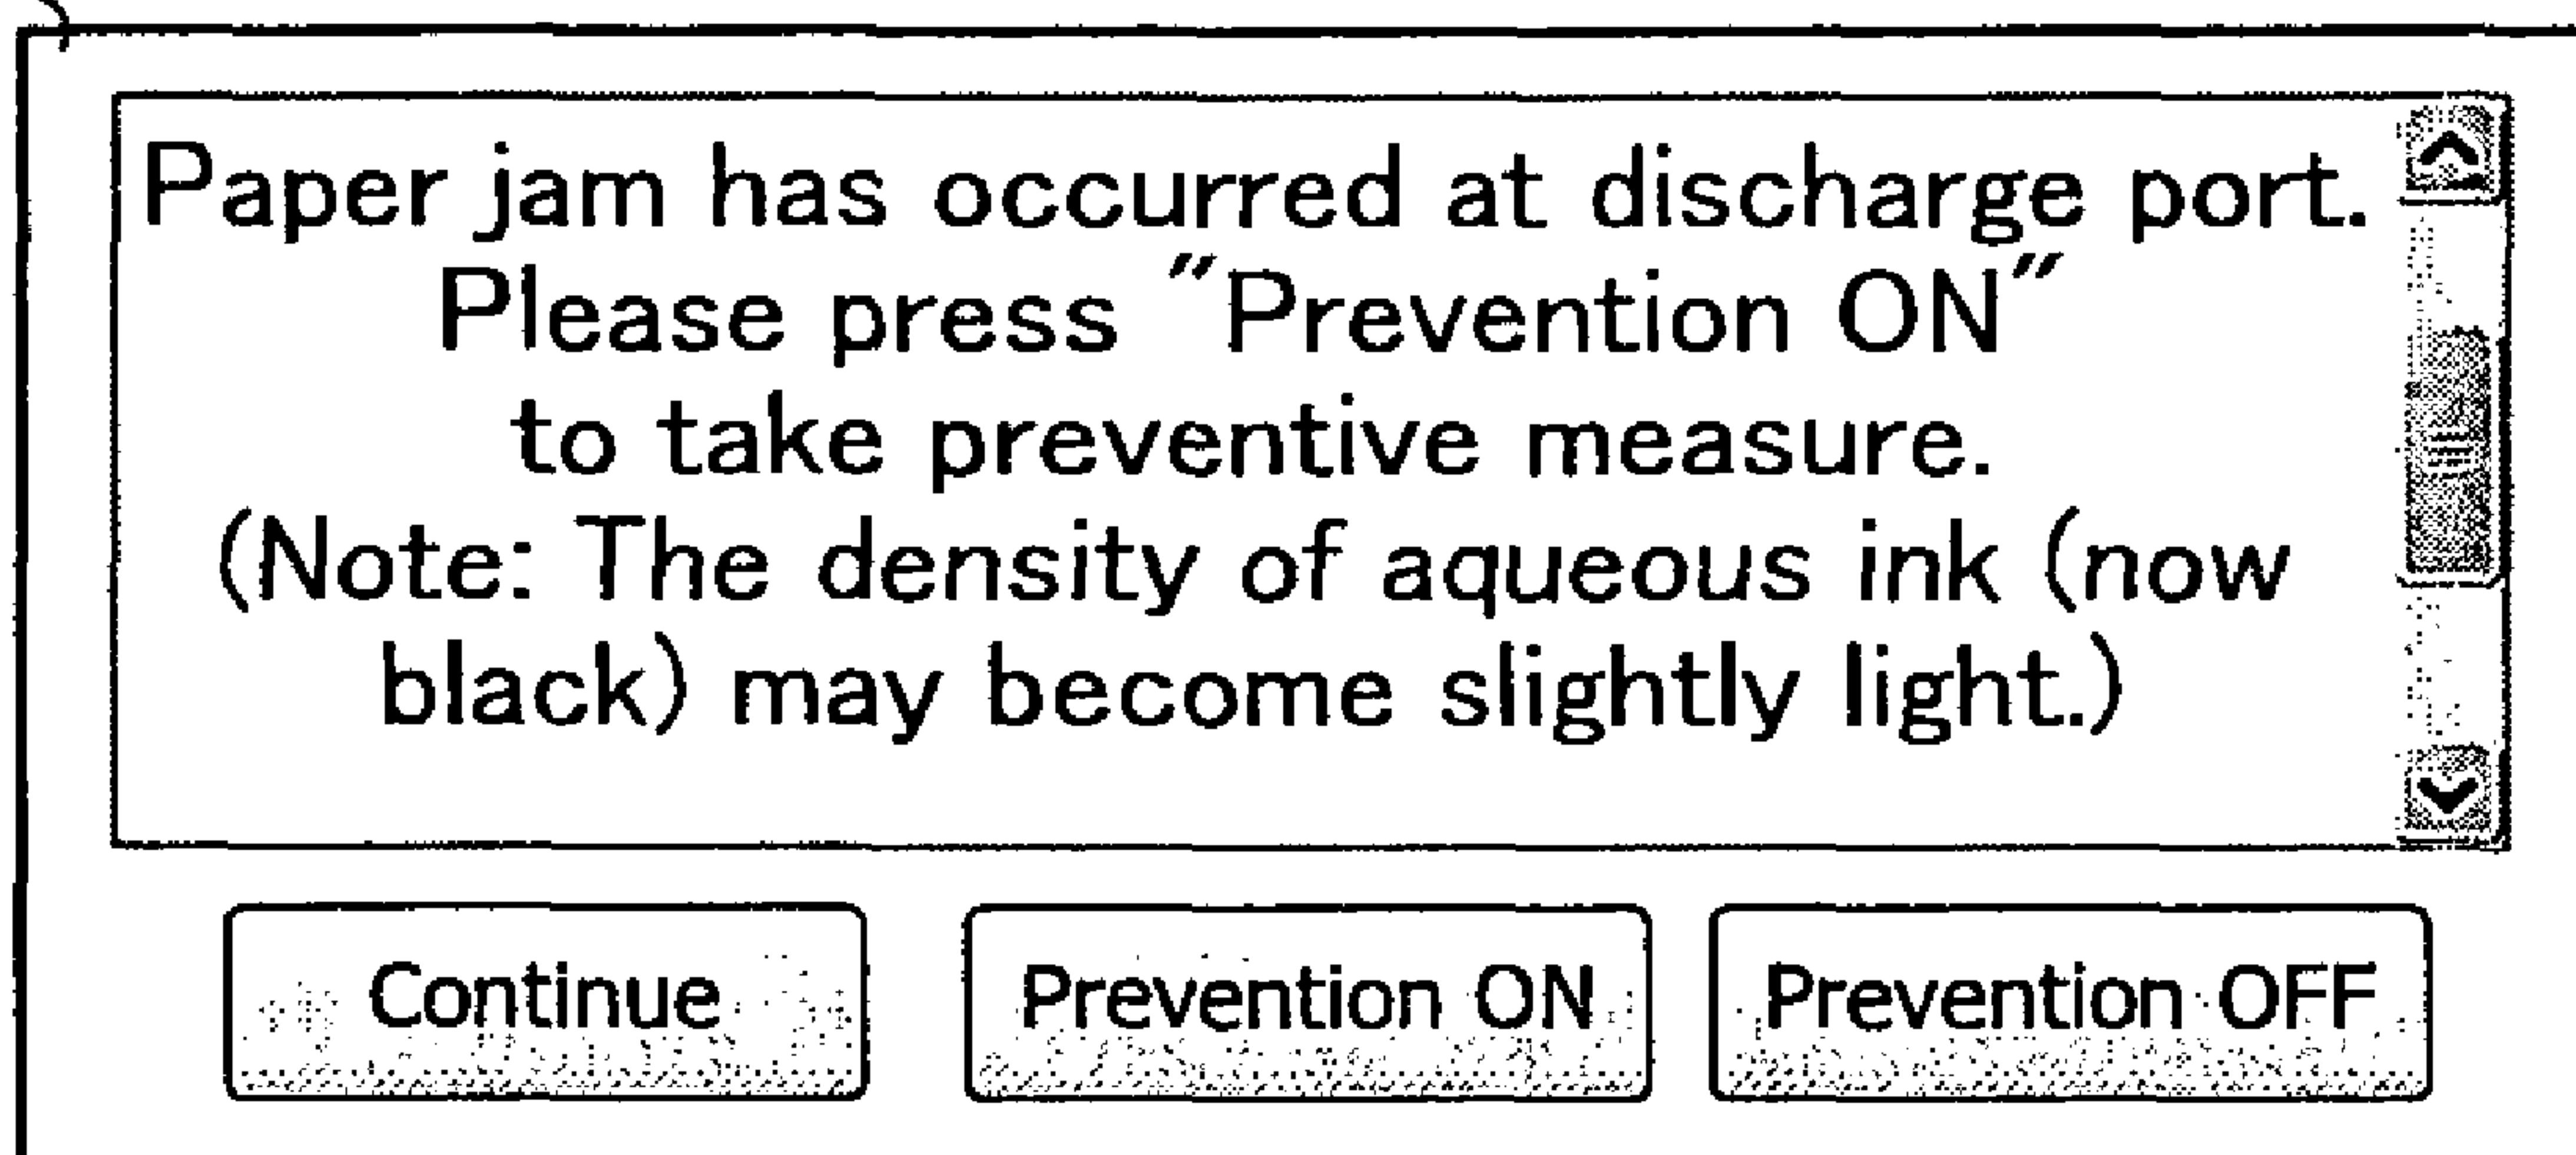 Paper jam has occurred at discharge port.
Please press "Prevention ON"
to take preventive measure.
(Note: The density of aqueous ink (now
black) may become slightly light.)
Continue
Prevention ON
Prevention OFF